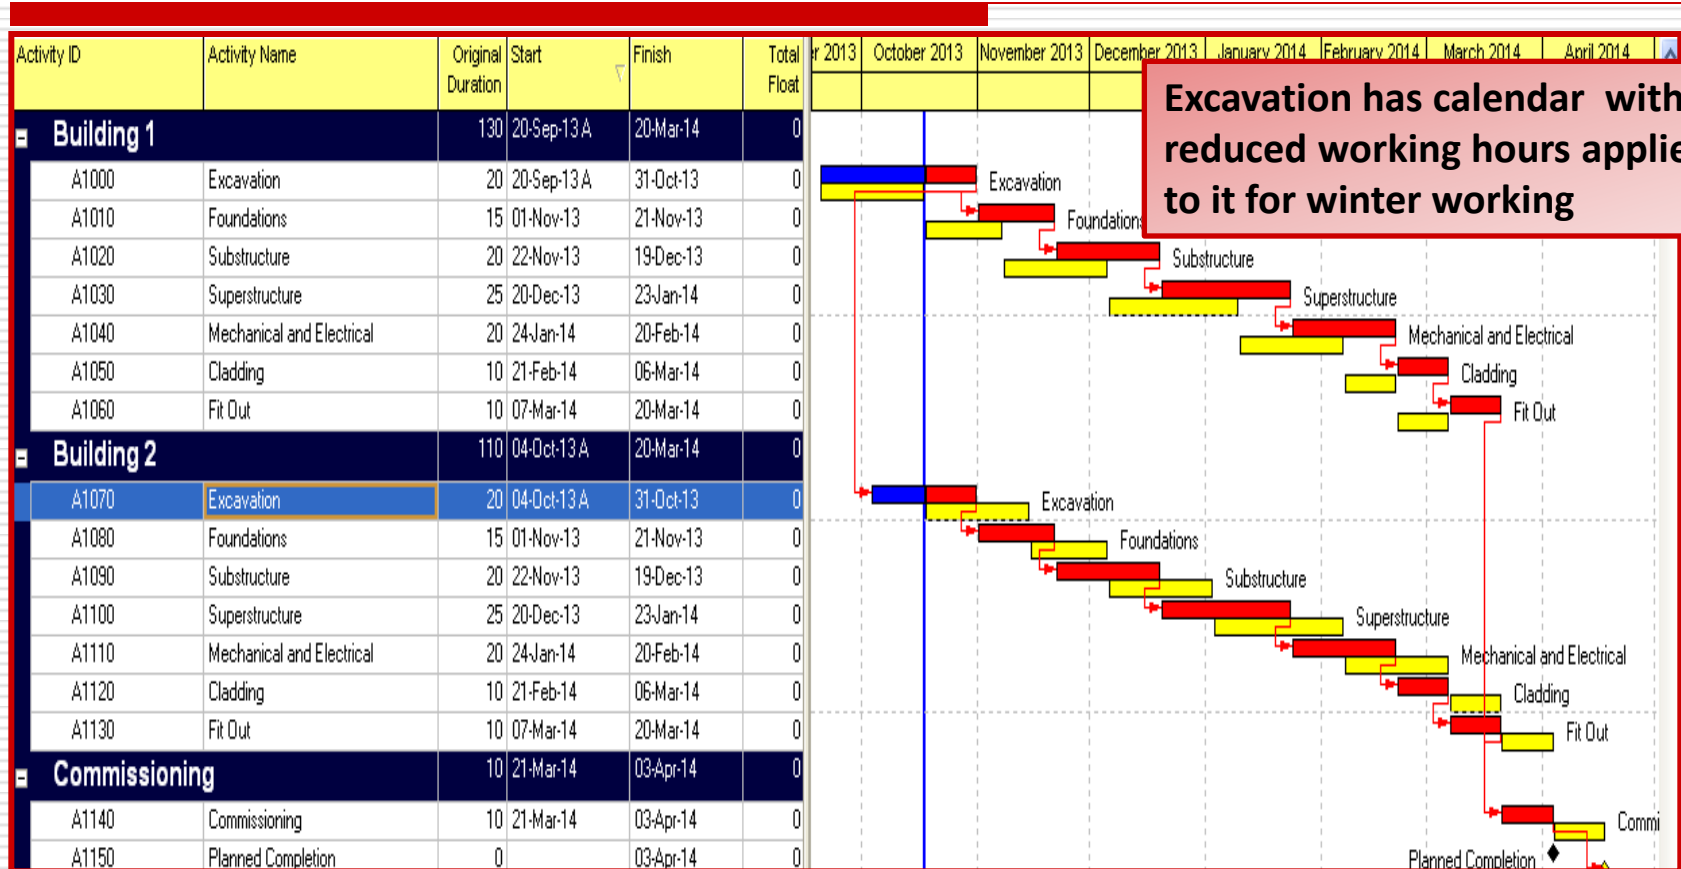 Activity ID Activity Name Original Duration Start Finish Total Float r 2013 October 2013 November 2013 December 2013 January 2014 February 2014 March 2014 April 2014
Excavation has calendar with
reduced working hours applie
to it for winter working
Building 1 130 20-Sep-13 A 20-Mar-14 0
A1000 Excavation 20 20-Sep-13 A 31-Oct-13 0 Excavation
A1010 Foundations 15 01-Nov-13 21-Nov-13 0 Foundations
A1020 Substructure 20 22-Nov-13 19-Dec-13 0 Substructure
A1030 Superstructure 25 20-Dec-13 23-Jan-14 0 Superstructure
A1040 Mechanical and Electrical 20 24-Jan-14 20-Feb-14 0 Mechanical and Electrical
A1050 Cladding 10 21-Feb-14 06-Mar-14 0 Cladding
A1060 Fit Out 10 07-Mar-14 20-Mar-14 0 Fit Out
Building 2 110 04-Oct-13 A 20-Mar-14 0
A1070 Excavation 20 04-Oct-13 A 31-Oct-13 0 Excavation
A1080 Foundations 15 01-Nov-13 21-Nov-13 0 Foundations
A1090 Substructure 20 22-Nov-13 19-Dec-13 0 Substructure
A1100 Superstructure 25 20-Dec-13 23-Jan-14 0 Superstructure
A1110 Mechanical and Electrical 20 24-Jan-14 20-Feb-14 0 Mechanical and Electrical
A1120 Cladding 10 21-Feb-14 06-Mar-14 0 Cladding
A1130 Fit Out 10 07-Mar-14 20-Mar-14 0 Fit Out
Commissioning 10 21-Mar-14 03-Apr-14 0
A1140 Commissioning 10 21-Mar-14 03-Apr-14 0 Commi
A1150 Planned Completion 0 03-Apr-14 0 Planned Completion